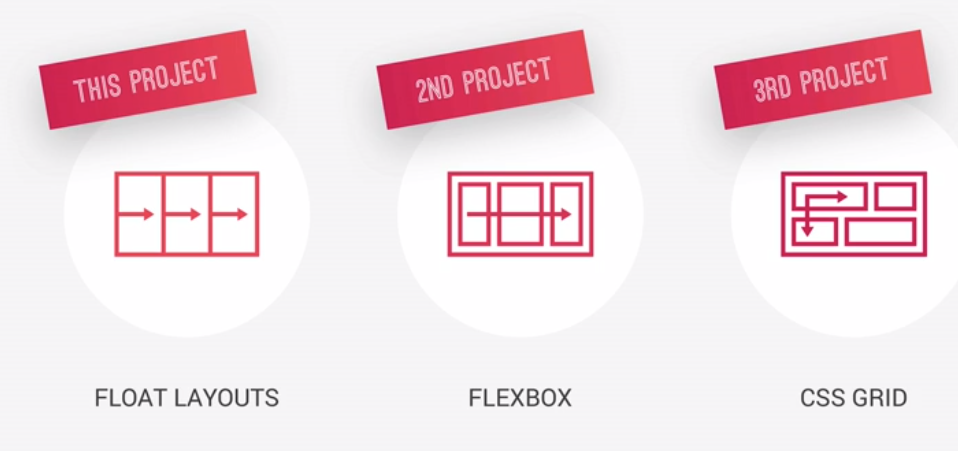 THIS PROJECT
2ND PROJECT
3RD PROJECT
FLOAT LAYOUTS
FLEXBOX
CSS GRID